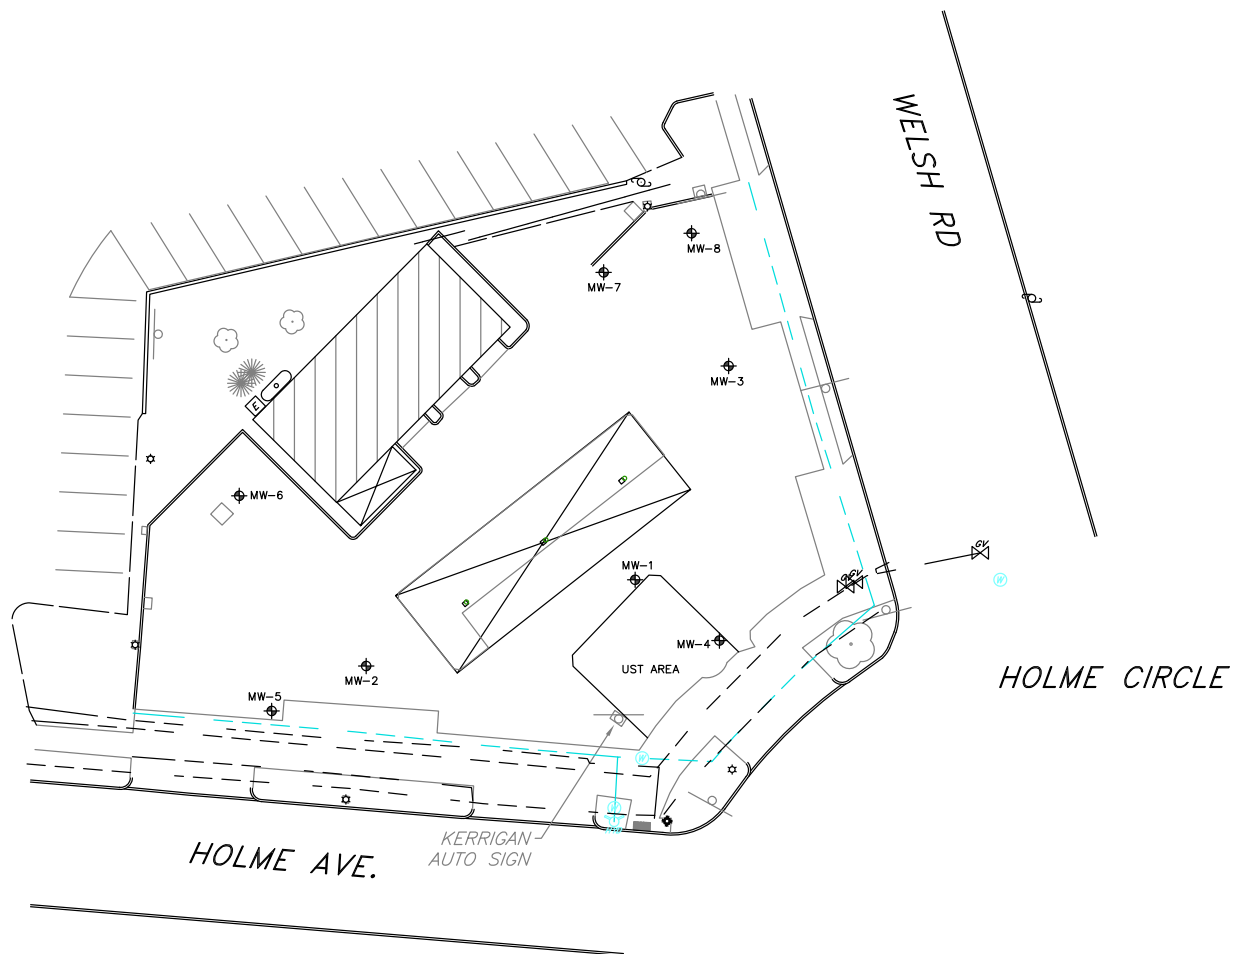 WELSH RD
MW-8
MW-7
MW-3
E
MW-6
GV
MW-1
GV
GV
MW-4
UST AREA
HOLME CIRCLE
MW-2
MW-5
W
W
KERRIGAN
AUTO SIGN
HOLME AVE.